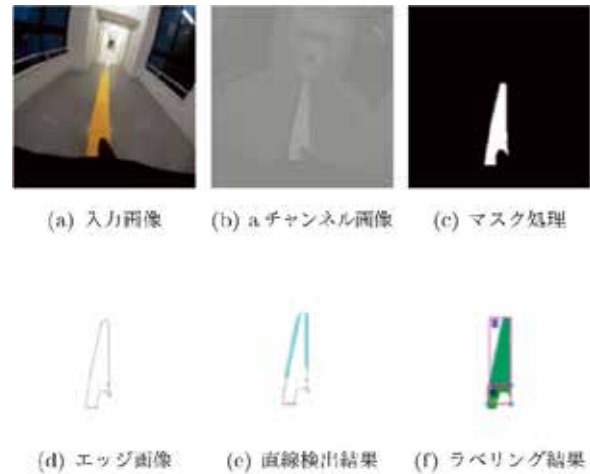 (a) 入力画像
(b) aチャンネル画像
(c) マスク処理
(d) エッジ画像
(e) 直線検出結果
(f) ラベリング結果